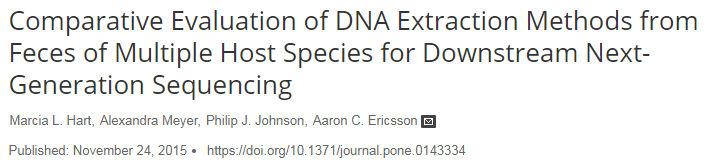 Comparative Evaluation of DNA Extraction Methods from
Feces of Multiple Host Species for Downstream Next-
Generation Sequencing
Marcia L. Hart, Alexandra Meyer, Philip J. Johnson, Aaron C. Ericsson
Published: November 24, 2015 • https://doi.org/10.1371/journal.pone.0143334